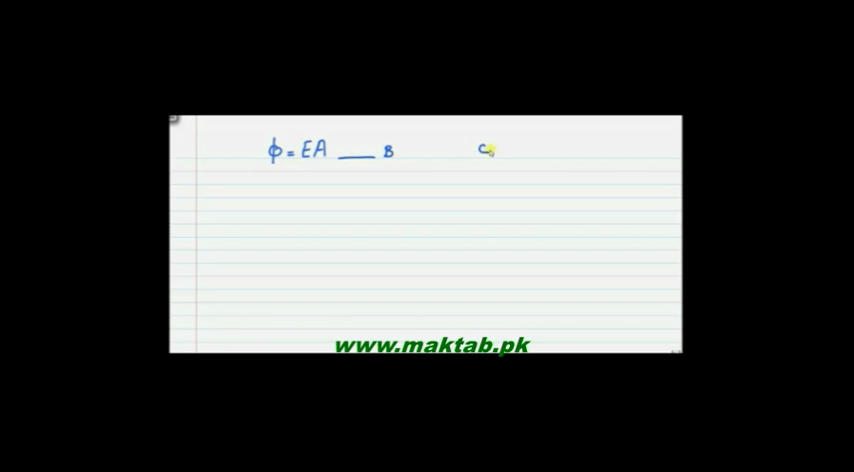 ϕ = EA ___ B C
www.maktab.pk